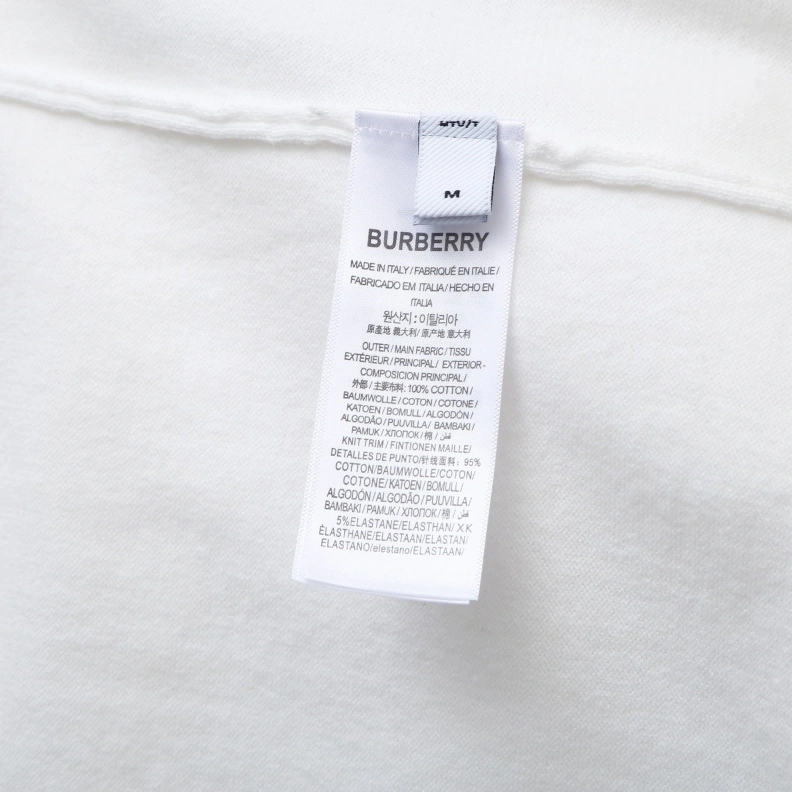 M
BURBERRY
MADE IN ITALY / FABRIQUÉ EN ITALIE /
FABRICADO EM ITALIA / HECHO EN
ITALIA
원산지 : 이탈리아
原產地 義大利 / 原产地 意大利
OUTER / MAIN FABRIC / TISSU
EXTÉRIEUR / PRINCIPAL / EXTERIOR-
COMPOSICION PRINCIPAL /
外部 / 主要布料: 100% COTTON /
BAUMWOLLE / COTON / COTONE /
KATOEN / BOMULL / ALGODÓN /
ALGODÃO / PUUVILLA / BAMBAKI /
PAMUK / ХЛОПОК / 棉 / قطن /
KNIT TRIM / FINTIONEN MAILLE /
DETALLES DE PUNTO/针线面料: 95%
COTTON/BAUMWOLLE/COTON/
COTONE/KATOEN/BOMULL/
ALGODÓN / ALGODÃO / PUUVILLA /
BAMBAKI / PAMUK / ХЛОПОК / 棉 / قطن
5%ELASTANE/ELASTHAN/ X K
ÉLASTHANE/ELASTAAN/ELASTAN/
ELASTANO/elestano/ELASTAAN/